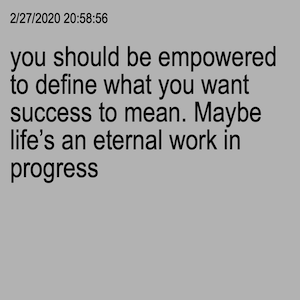 2/27/2020 20:58:56
you should be empowered
to define what you want
success to mean. Maybe
life’s an eternal work in
progress